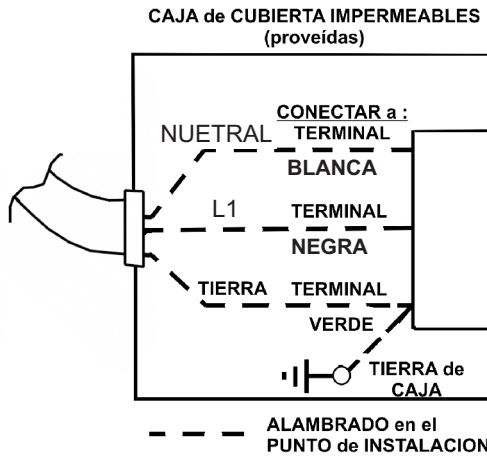 CAJA de CUBIERTA IMPERMEABLES
(proveídas)
CONECTAR a :
NUETRAL TERMINAL
BLANCA
L1 TERMINAL
NEGRA
TIERRA TERMINAL
VERDE
TIERRA de
CAJA
ALAMBRADO en el
PUNTO de INSTALACION